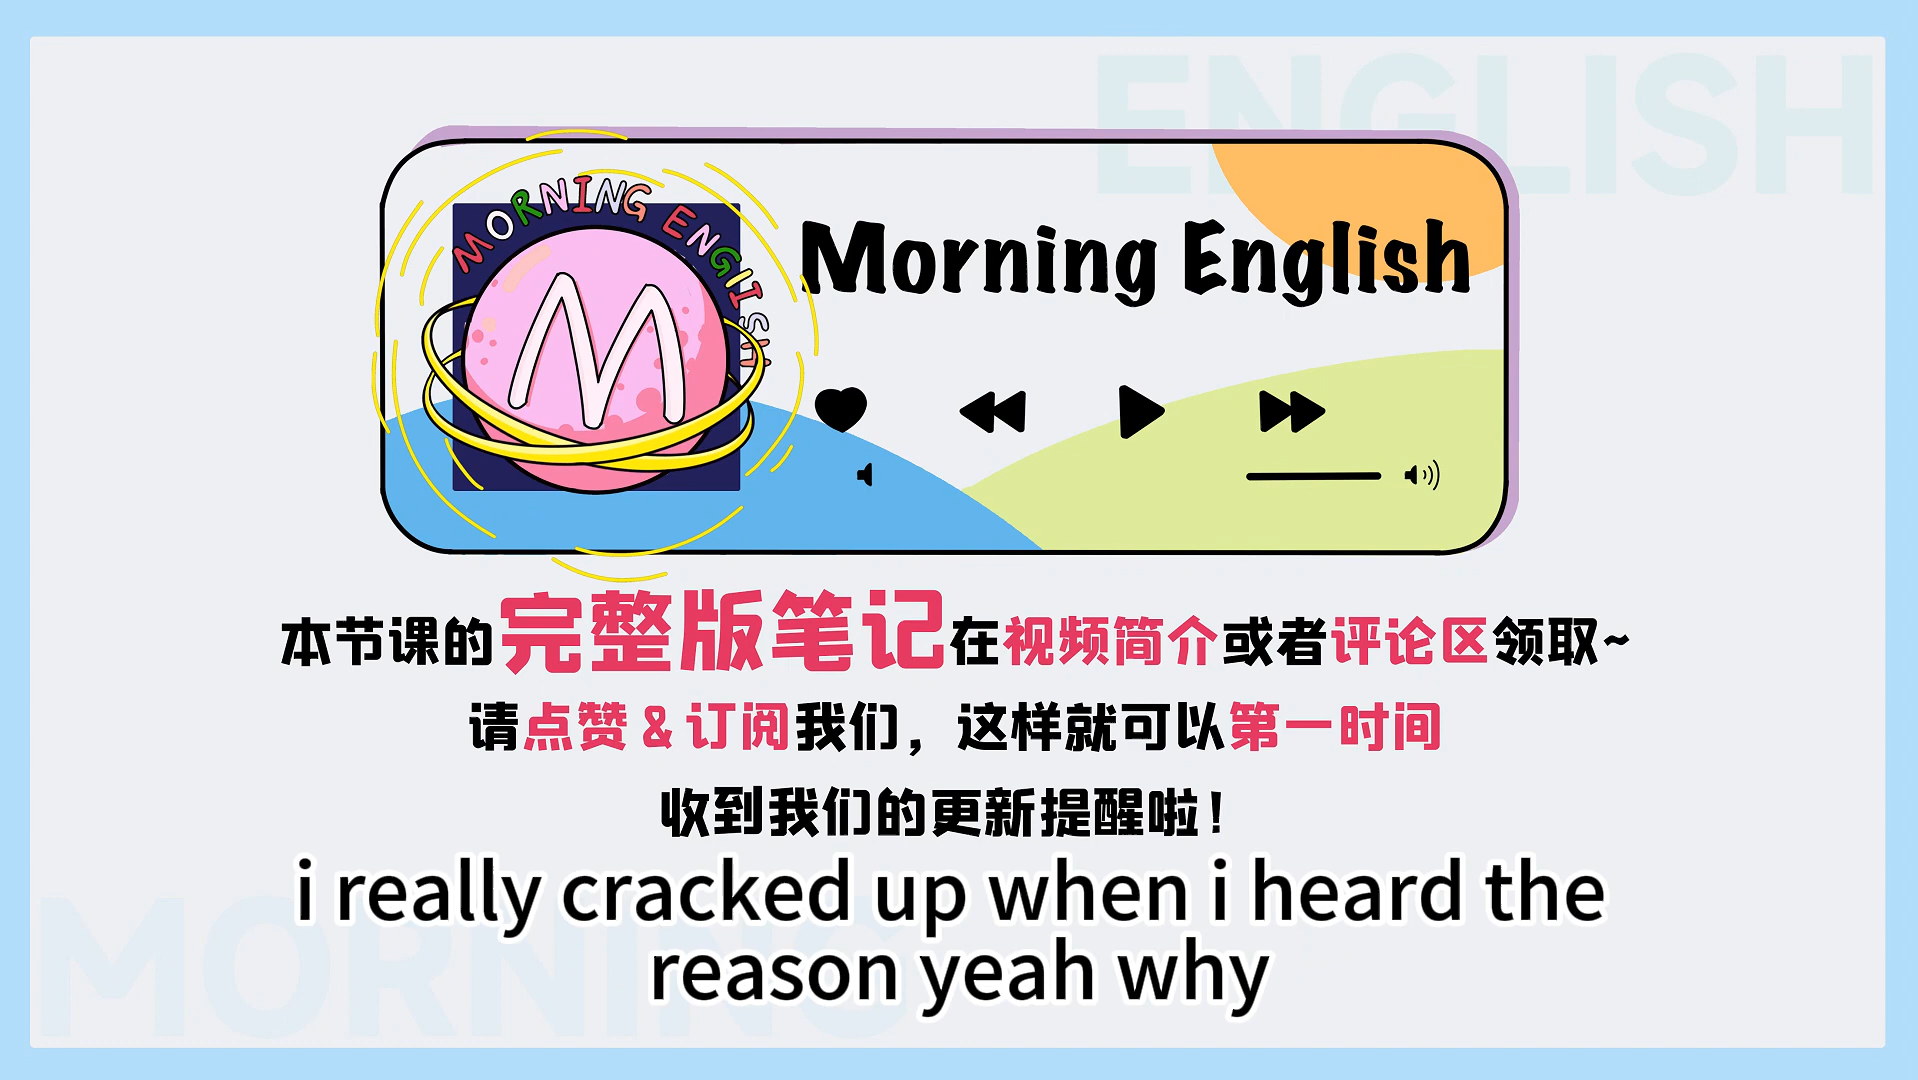 ENGLISH
MORNING ENGLISH
M
Morning English
本节课的完整版笔记在视频简介或者评论区领取~
请点赞&订阅我们，这样就可以第一时间
收到我们的更新提醒啦！
i really cracked up when i heard the
reason yeah why
MORNING